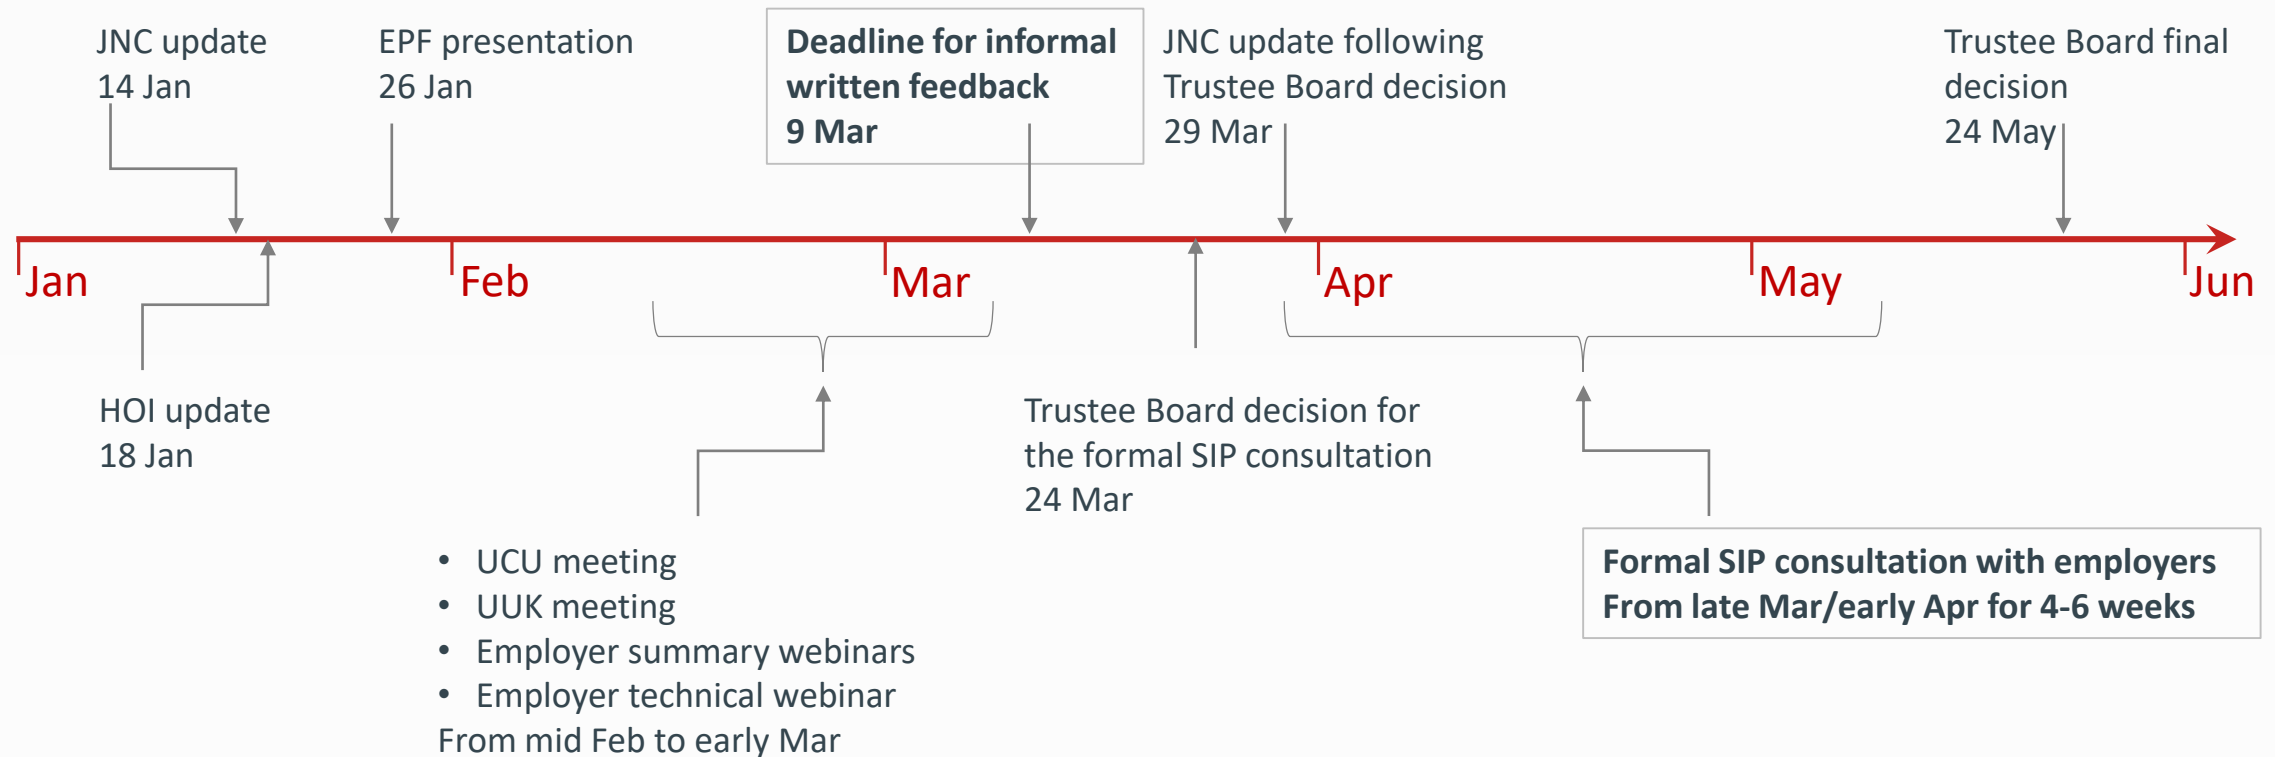 JNC update
14 Jan
EPF presentation
26 Jan
Deadline for informal
written feedback
9 Mar
JNC update following
Trustee Board decision
29 Mar
Trustee Board final
decision
24 May
Jan
Feb
Mar
Apr
May
Jun
HOI update
18 Jan
• UCU meeting
• UUK meeting
• Employer summary webinars
• Employer technical webinar
From mid Feb to early Mar
Trustee Board decision for
the formal SIP consultation
24 Mar
Formal SIP consultation with employers
From late Mar/early Apr for 4-6 weeks